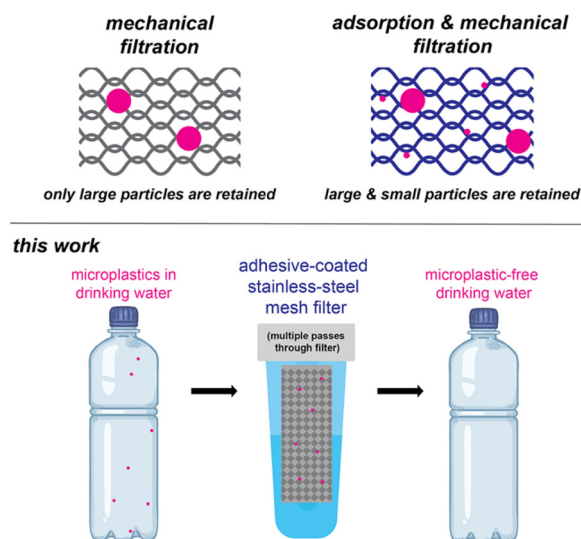 mechanical
filtration
adsorption & mechanical
filtration
only large particles are retained
large & small particles are retained
this work
microplastics in
drinking water
adhesive-coated
stainless-steel
mesh filter
(multiple passes
through filter)
microplastic-free
drinking water